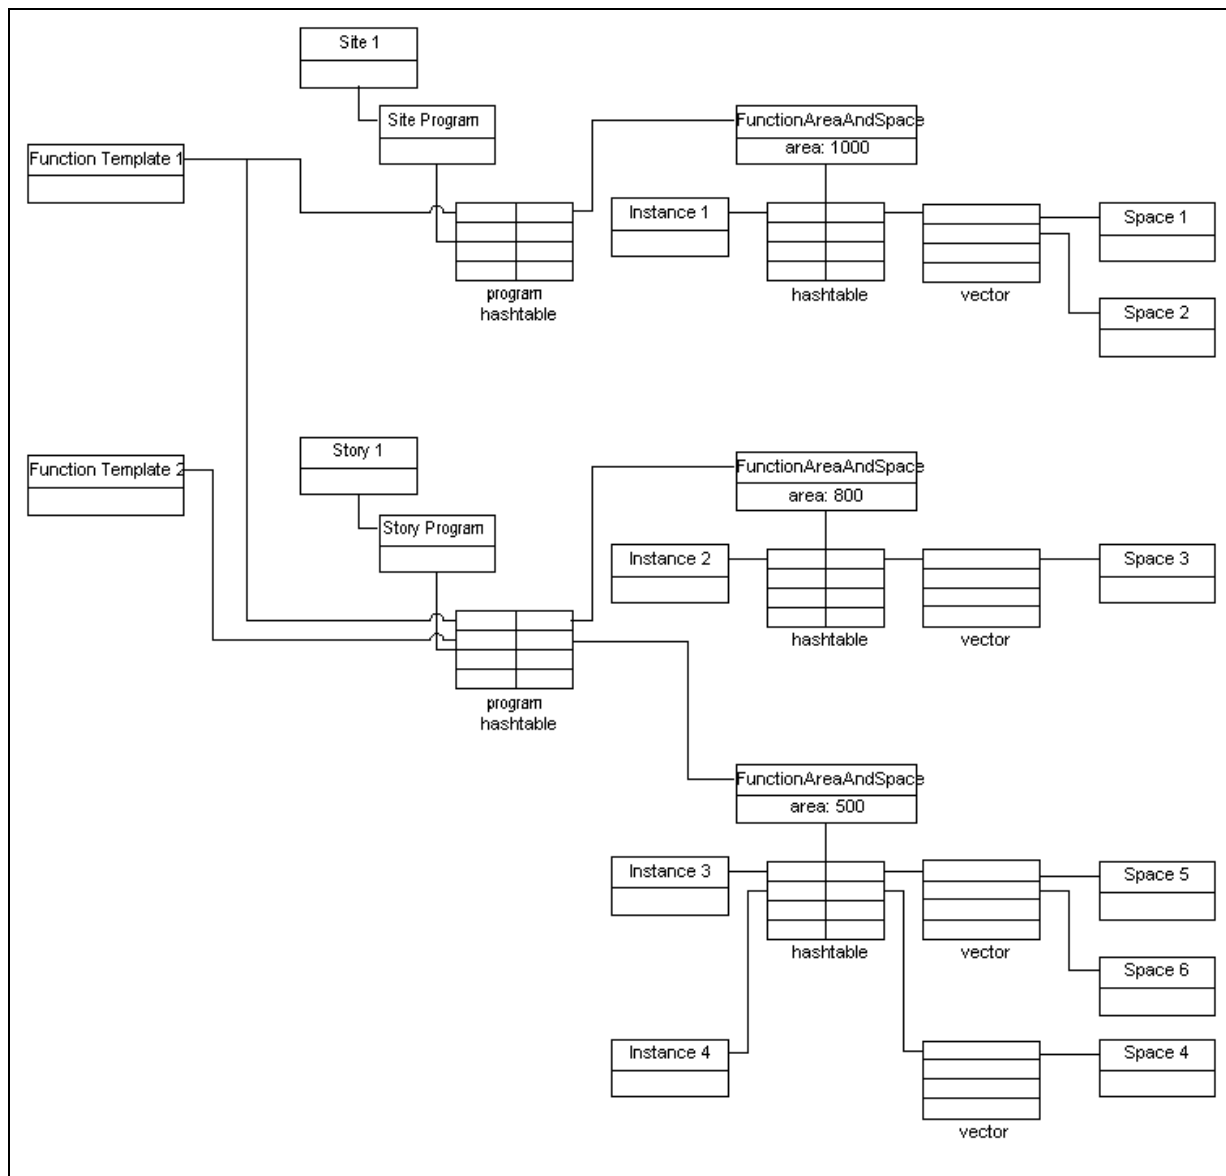 Site 1
Site Program
FunctionAreaAndSpace
area: 1000
Function Template 1
Instance 1
Space 1
program
hashtable
hashtable
vector
Space 2
Story 1
Function Template 2
FunctionAreaAndSpace
area: 800
Story Program
Instance 2
Space 3
hashtable
vector
program
hashtable
FunctionAreaAndSpace
area: 500
Instance 3
Space 5
hashtable
vector
Space 6
Instance 4
Space 4
vector